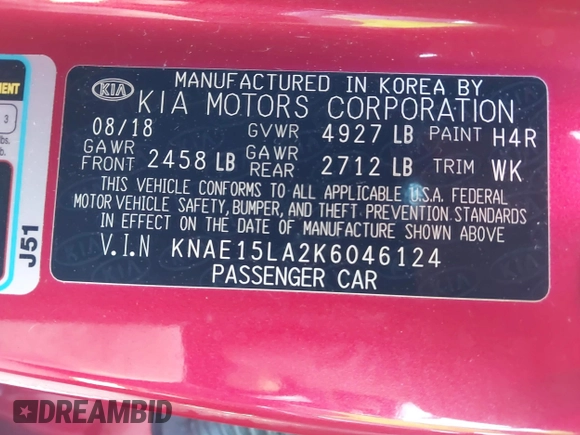 MANUFACTURED IN KOREA BY
KIA KIA MOTORS CORPORATION
08/18 GVWR 4927 LB PAINT H4R
GAWR FRONT 2458 LB GAWR REAR 2712 LB TRIM WK
THIS VEHICLE CONFORMS TO ALL APPLICABLE U.S.A. FEDERAL
MOTOR VEHICLE SAFETY, BUMPER, AND THEFT PREVENTION STANDARDS
IN EFFECT ON THE DATE OF MANUFACTURE SHOWN ABOVE
V.I.N KNAE15LA2K6046124
PASSENGER CAR
3
J51
DREAMBID